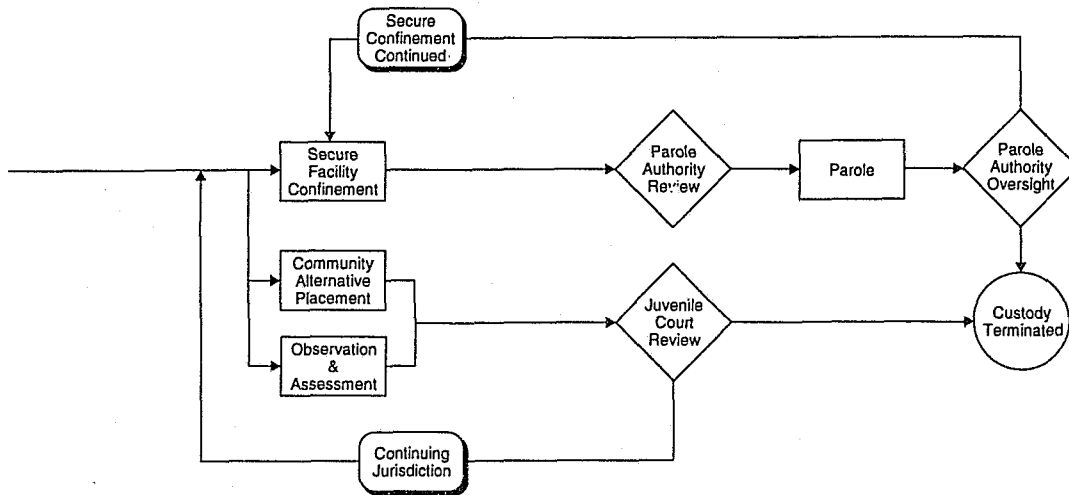 Secure
Confinement
Continued
Secure
Facility
Confinement
Parole
Authority
Review
Parole
Parole
Authority
Oversight
Community
Alternative
Placement
Juvenile
Court
Review
Custody
Terminated
Observation
&
Assessment
Continuing
Jurisdiction